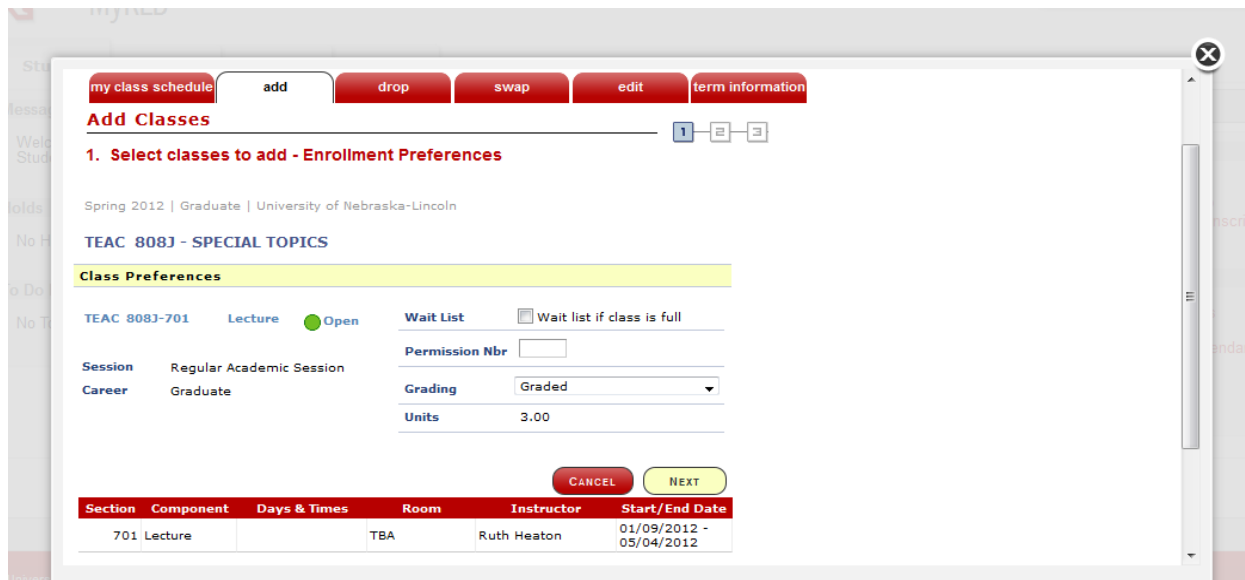 MyRED
my class schedule add drop swap edit term information
Add Classes
1 2 3
1. Select classes to add - Enrollment Preferences
Spring 2012 | Graduate | University of Nebraska-Lincoln
TEAC 808J - SPECIAL TOPICS
Class Preferences
TEAC 808J-701 Lecture Open Wait List Wait list if class is full
Permission Nbr
Session Regular Academic Session
Career Graduate Grading Graded
Units 3.00
CANCEL NEXT
Section Component Days & Times Room Instructor Start/End Date
701 Lecture TBA Ruth Heaton 01/09/2012 -
05/04/2012